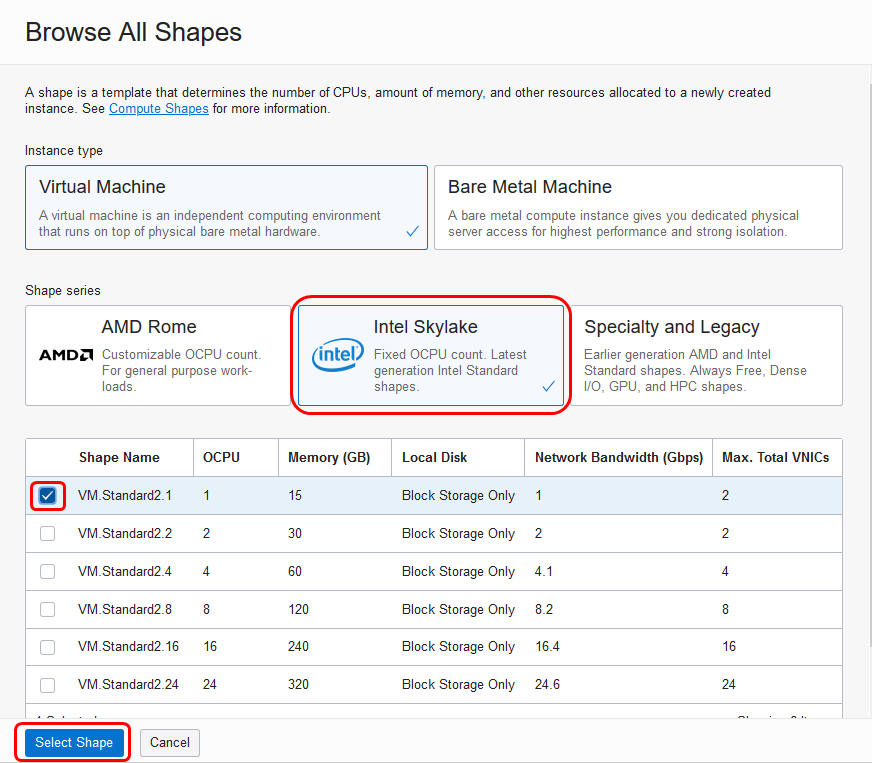 Browse All Shapes
A shape is a template that determines the number of CPUs, amount of memory, and other resources allocated to a newly created
instance. See Compute Shapes for more information.
Instance type
Virtual Machine
A virtual machine is an independent computing environment
that runs on top of physical bare metal hardware.
Bare Metal Machine
A bare metal compute instance gives you dedicated physical
server access for highest performance and strong isolation.
Shape series
AMD
AMD Rome
Customizable OCPU count.
For general purpose work-
loads.
intel
Intel Skylake
Fixed OCPU count. Latest
generation Intel Standard
shapes.
Specialty and Legacy
Earlier generation AMD and Intel
Standard shapes. Always Free, Dense
I/O, GPU, and HPC shapes.
Shape Name OCPU Memory (GB) Local Disk Network Bandwidth (Gbps) Max. Total VNICs
VM.Standard2.1 1 15 Block Storage Only 1 2
VM.Standard2.2 2 30 Block Storage Only 2 2
VM.Standard2.4 4 60 Block Storage Only 4.1 4
VM.Standard2.8 8 120 Block Storage Only 8.2 8
VM.Standard2.16 16 240 Block Storage Only 16.4 16
VM.Standard2.24 24 320 Block Storage Only 24.6 24
Select Shape Cancel